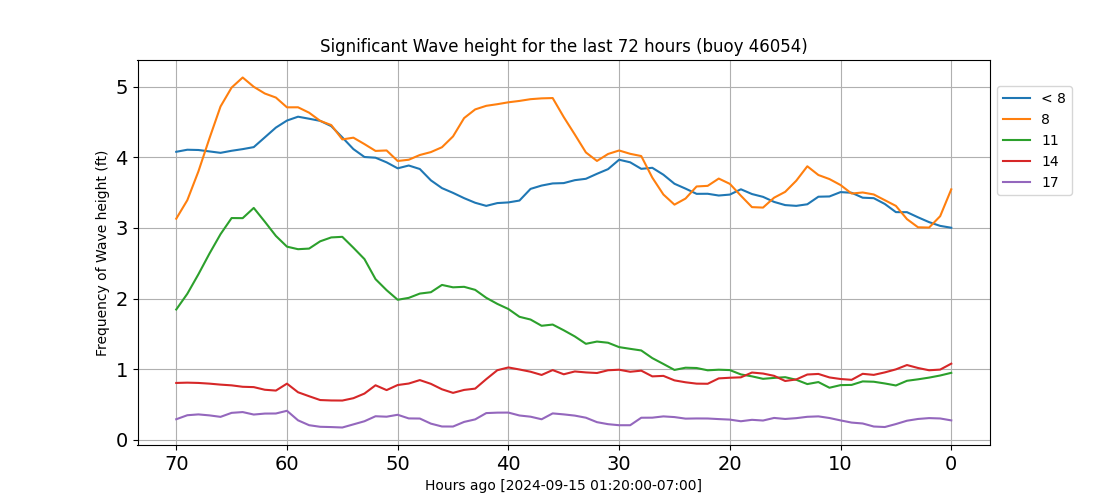 Significant Wave height for the last 72 hours (buoy 46054)
Frequency of Wave height (ft)
5
4
3
2
1
0
70 60 50 40 30 20 10 0
Hours ago [2024-09-15 01:20:00-07:00]
< 8
8
11
14
17